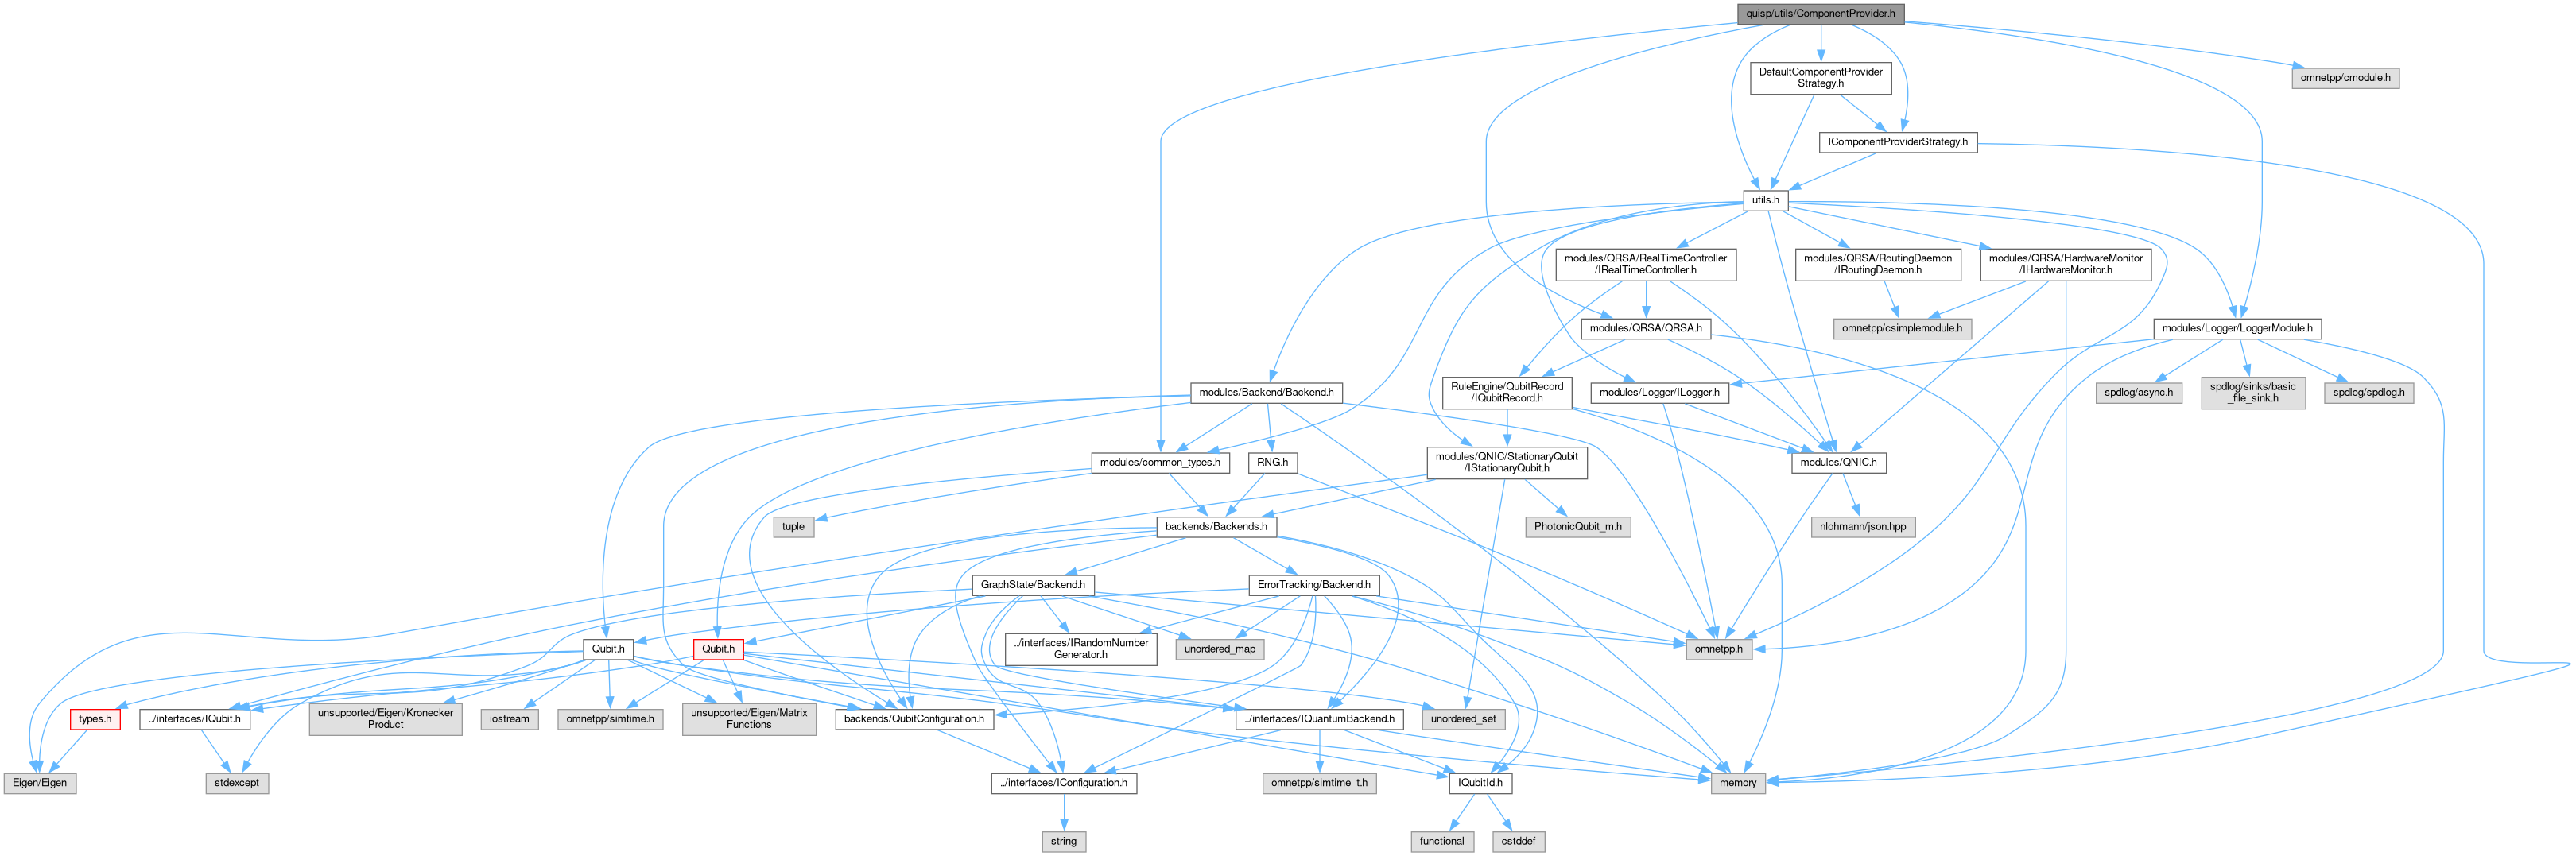 quisp/utils/ComponentProvider.h
DefaultComponentProvider
Strategy.h
omnetpp/cmodule.h
IComponentProviderStrategy.h
utils.h
modules/QRSA/RealTimeController
/IRealTimeController.h
modules/QRSA/RoutingDaemon
/IRoutingDaemon.h
modules/QRSA/HardwareMonitor
/IHardwareMonitor.h
modules/QRSA/QRSA.h
omnetpp/csimplemodule.h
modules/Logger/LoggerModule.h
modules/Backend/Backend.h
RuleEngine/QubitRecord
/IQubitRecord.h
modules/Logger/ILogger.h
spdlog/async.h
spdlog/sinks/basic
_file_sink.h
spdlog/spdlog.h
modules/common_types.h
RNG.h
modules/QNIC/StationaryQubit
/IStationaryQubit.h
modules/QNIC.h
tuple
backends/Backends.h
PhotonicQubit_m.h
nlohmann/json.hpp
GraphState/Backend.h
ErrorTracking/Backend.h
Qubit.h
Qubit.h
../interfaces/IRandomNumber
Generator.h
unordered_map
omnetpp.h
types.h
../interfaces/IQubit.h
unsupported/Eigen/Kronecker
Product
iostream
omnetpp/simtime.h
unsupported/Eigen/Matrix
Functions
backends/QubitConfiguration.h
../interfaces/IQuantumBackend.h
unordered_set
Eigen/Eigen
stdexcept
../interfaces/IConfiguration.h
omnetpp/simtime_t.h
IQubitId.h
memory
string
functional
cstddef